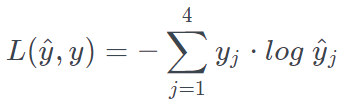 L(ŷ, y) = − ∑_{j=1}^{4} y_j · log ŷ_j